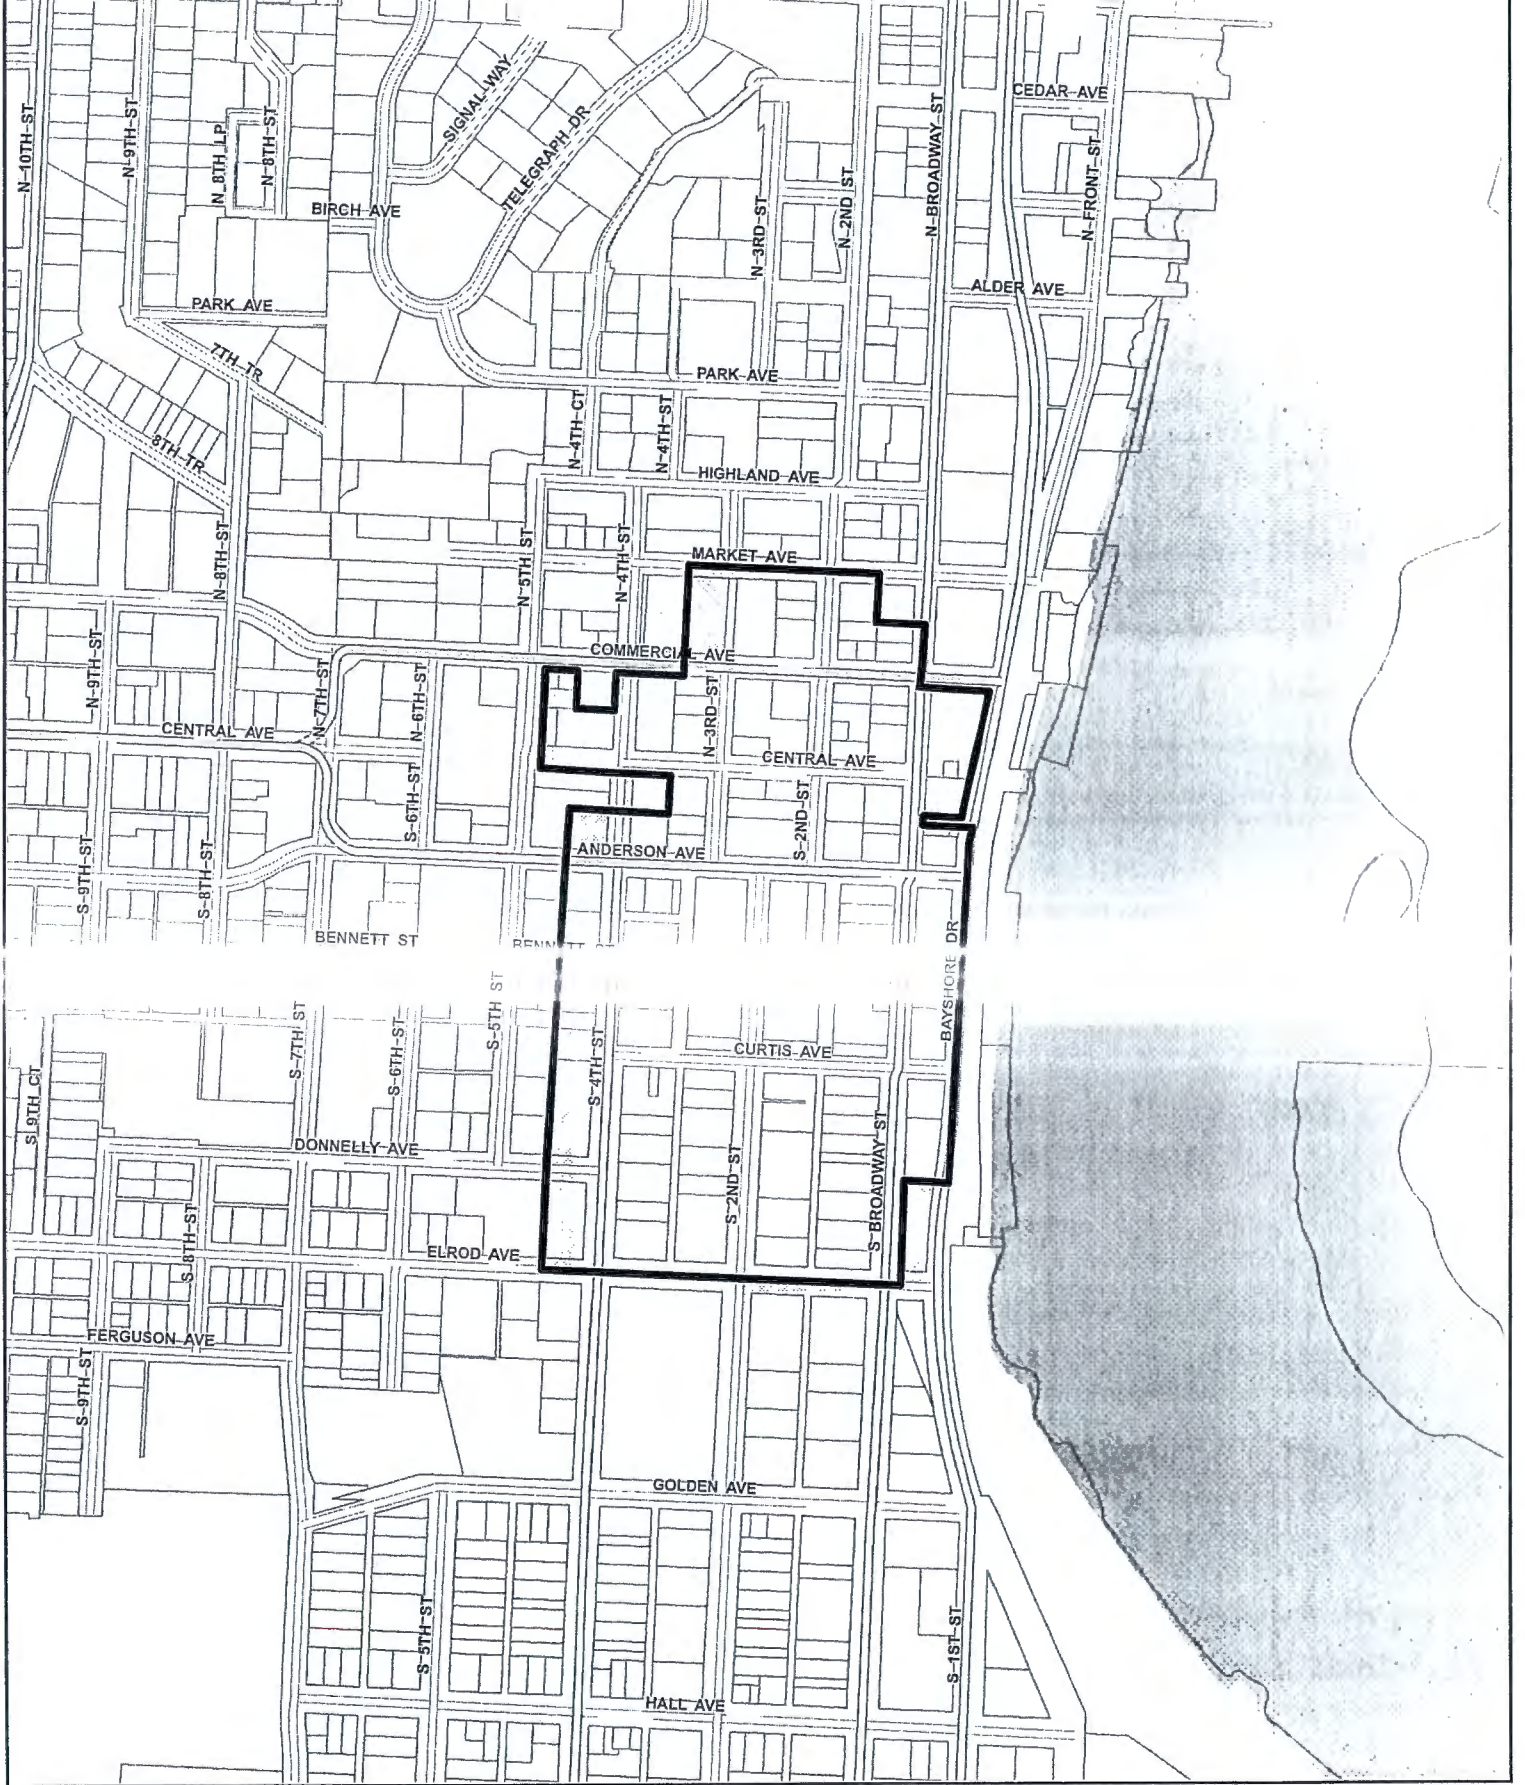 CEDAR AVE
SIGNAL WAY
N-10TH-ST
N-9TH-ST
N 8TH LP
N-8TH-ST
TELEGRAPH DR
N-BROADWAY ST
N-FRONT-ST
BIRCH AVE
N-3RD-ST
N-2ND ST
ALDER AVE
PARK AVE
7TH TR
PARK-AVE
N-4TH-CT
N-4TH-ST
8TH-TR
HIGHLAND-AVE
N-8TH-ST
N-5TH ST
N-4TH-ST
MARKET-AVE
N-9TH-ST
COMMERCIAL AVE
N-7TH-ST
N-6TH-ST
N-3RD-ST
CENTRAL AVE
CENTRAL AVE
S-6TH-ST
S-2ND-ST
S-9TH-ST
S-8TH-ST
ANDERSON-AVE
BENNETT ST
BENNETT ST
BAYSHORE DR
S-7TH ST
S-6TH-ST
S-5TH ST
S-4TH-ST
CURTIS-AVE
S 9TH CT
DONNELLY-AVE
S-2ND-ST
S-BROADWAY-ST
S-8TH-ST
ELROD-AVE
FERGUSON AVE
S-9TH-ST
GOLDEN AVE
S-5TH-ST
S-1ST-ST
HALL AVE